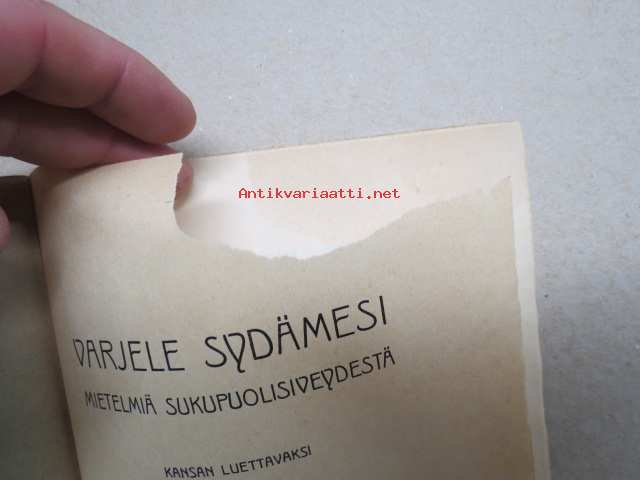 Antikvariaatti.net
VARJELE SYDÄMESI
MIETELMIÄ SUKUPUOLISIVEYDESTÄ
KANSAN LUETTAVAKSI